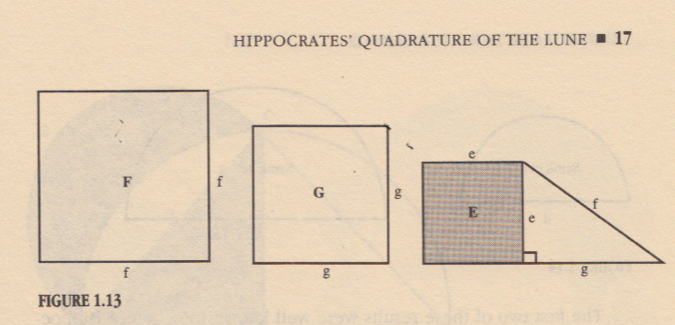 HIPPOCRATES' QUADRATURE OF THE LUNE ■ 17
e
F f G g E e f
f g g
FIGURE 1.13